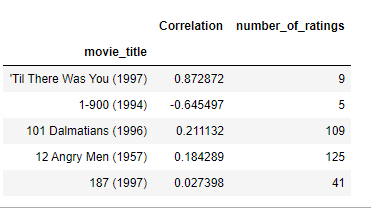 Correlation number_of_ratings
movie_title
'Til There Was You (1997) 0.872872 9
1-900 (1994) -0.645497 5
101 Dalmatians (1996) 0.211132 109
12 Angry Men (1957) 0.184289 125
187 (1997) 0.027398 41